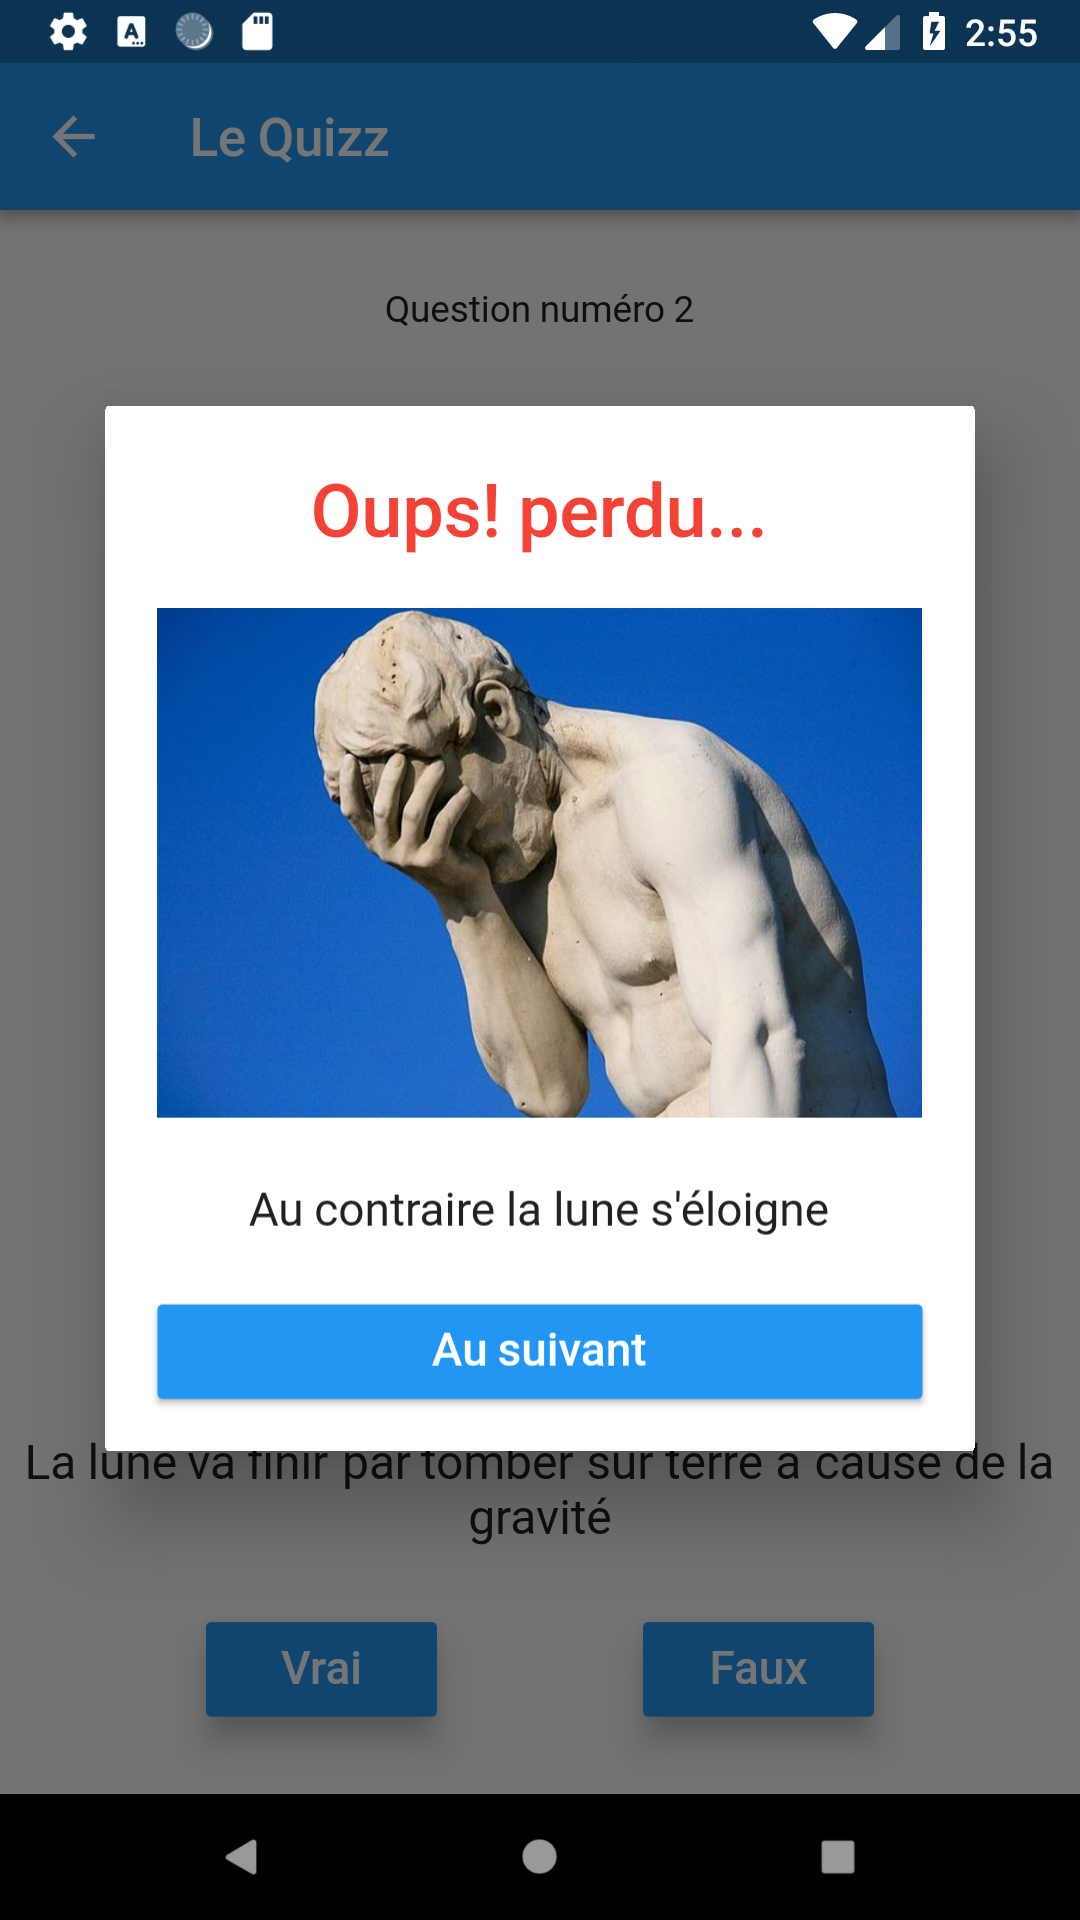 2:55
Le Quizz
Question numéro 2
Oups! perdu...
Au contraire la lune s'éloigne
Au suivant
La lune va finir par tomber sur terre a cause de la
gravité
Vrai
Faux